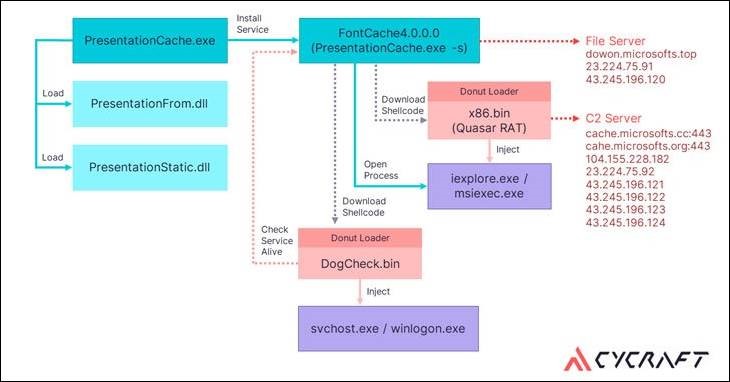 Install
Service
PresentationCache.exe
FontCache4.0.0.0
(PresentationCache.exe -s)
File Server
dowon.microsofts.top
23.224.75.91
43.245.196.120
Load
PresentationFrom.dll
Download
Shellcode
Donut Loader
x86.bin
(Quasar RAT)
C2 Server
cache.microsofts.cc:443
cahe.microsofts.org:443
104.155.228.182
23.224.75.92
43.245.196.121
43.245.196.122
43.245.196.123
43.245.196.124
Load
PresentationStatic.dll
Inject
Open
Process
iexplore.exe /
msiexec.exe
Download
Shellcode
Check
Service
Alive
Donut Loader
DogCheck.bin
Inject
svchost.exe / winlogon.exe
CYCRAFT